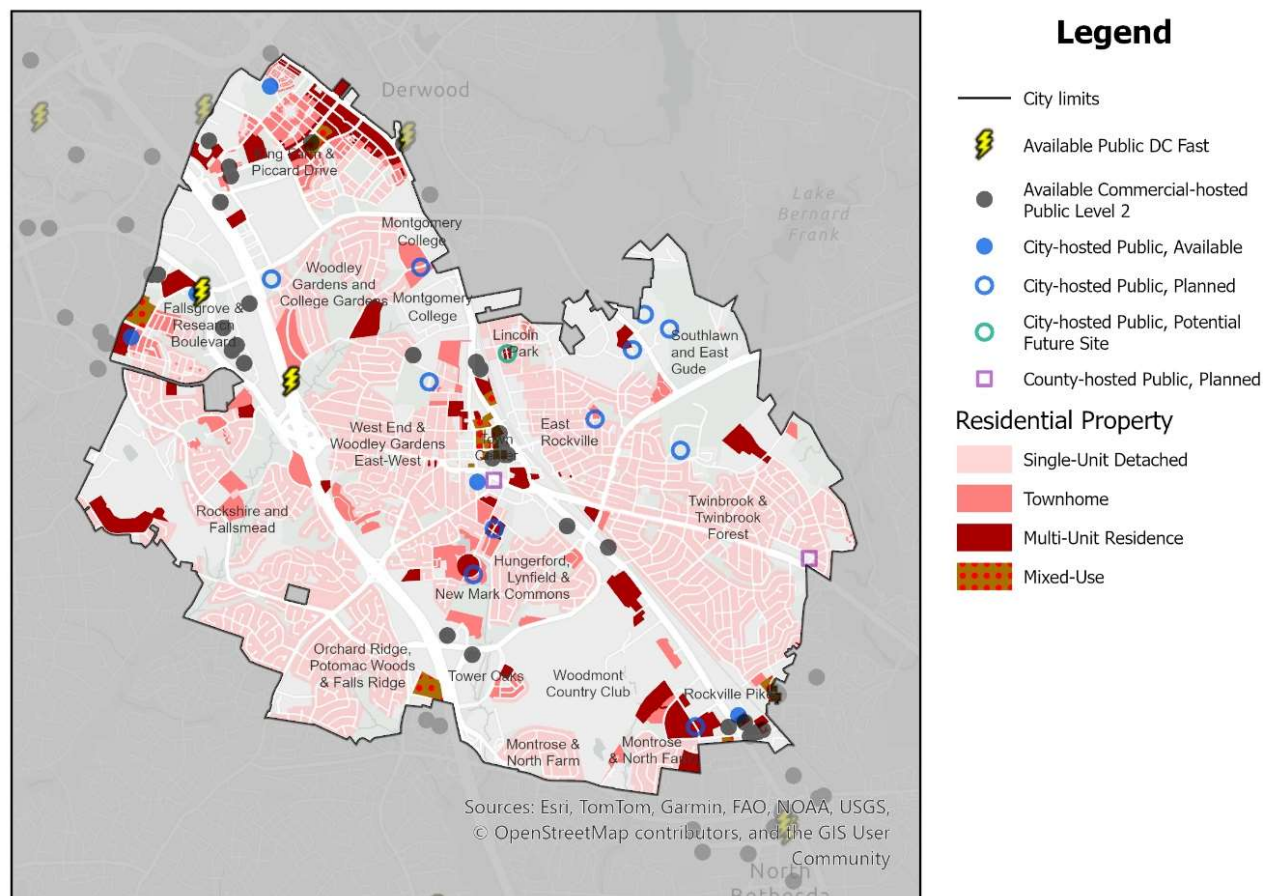 Derwood
King Farm &
Piccard Drive
Lake
Bernard
Frank
Montgomery
College
Woodley
Gardens and
College Gardens
Montgomery
College
Fallsgrove &
Research
Boulevard
Lincoln
Park
Southlawn
and East
Gude
West End &
Woodley Gardens
East-West
East
Rockville
Town
Center
Rockshire and
Fallsmead
Twinbrook &
Twinbrook
Forest
Hungerford,
Lynfield &
New Mark Commons
Orchard Ridge,
Potomac Woods
& Falls Ridge
Tower Oaks
Woodmont
Country Club
Rockville Pike
Montrose &
North Farm
Montrose
& North Farm
Sources: Esri, TomTom, Garmin, FAO, NOAA, USGS,
© OpenStreetMap contributors, and the GIS User
Community
North
Bethesda
Legend
City limits
Available Public DC Fast
Available Commercial-hosted
Public Level 2
City-hosted Public, Available
City-hosted Public, Planned
City-hosted Public, Potential
Future Site
County-hosted Public, Planned
Residential Property
Single-Unit Detached
Townhome
Multi-Unit Residence
Mixed-Use